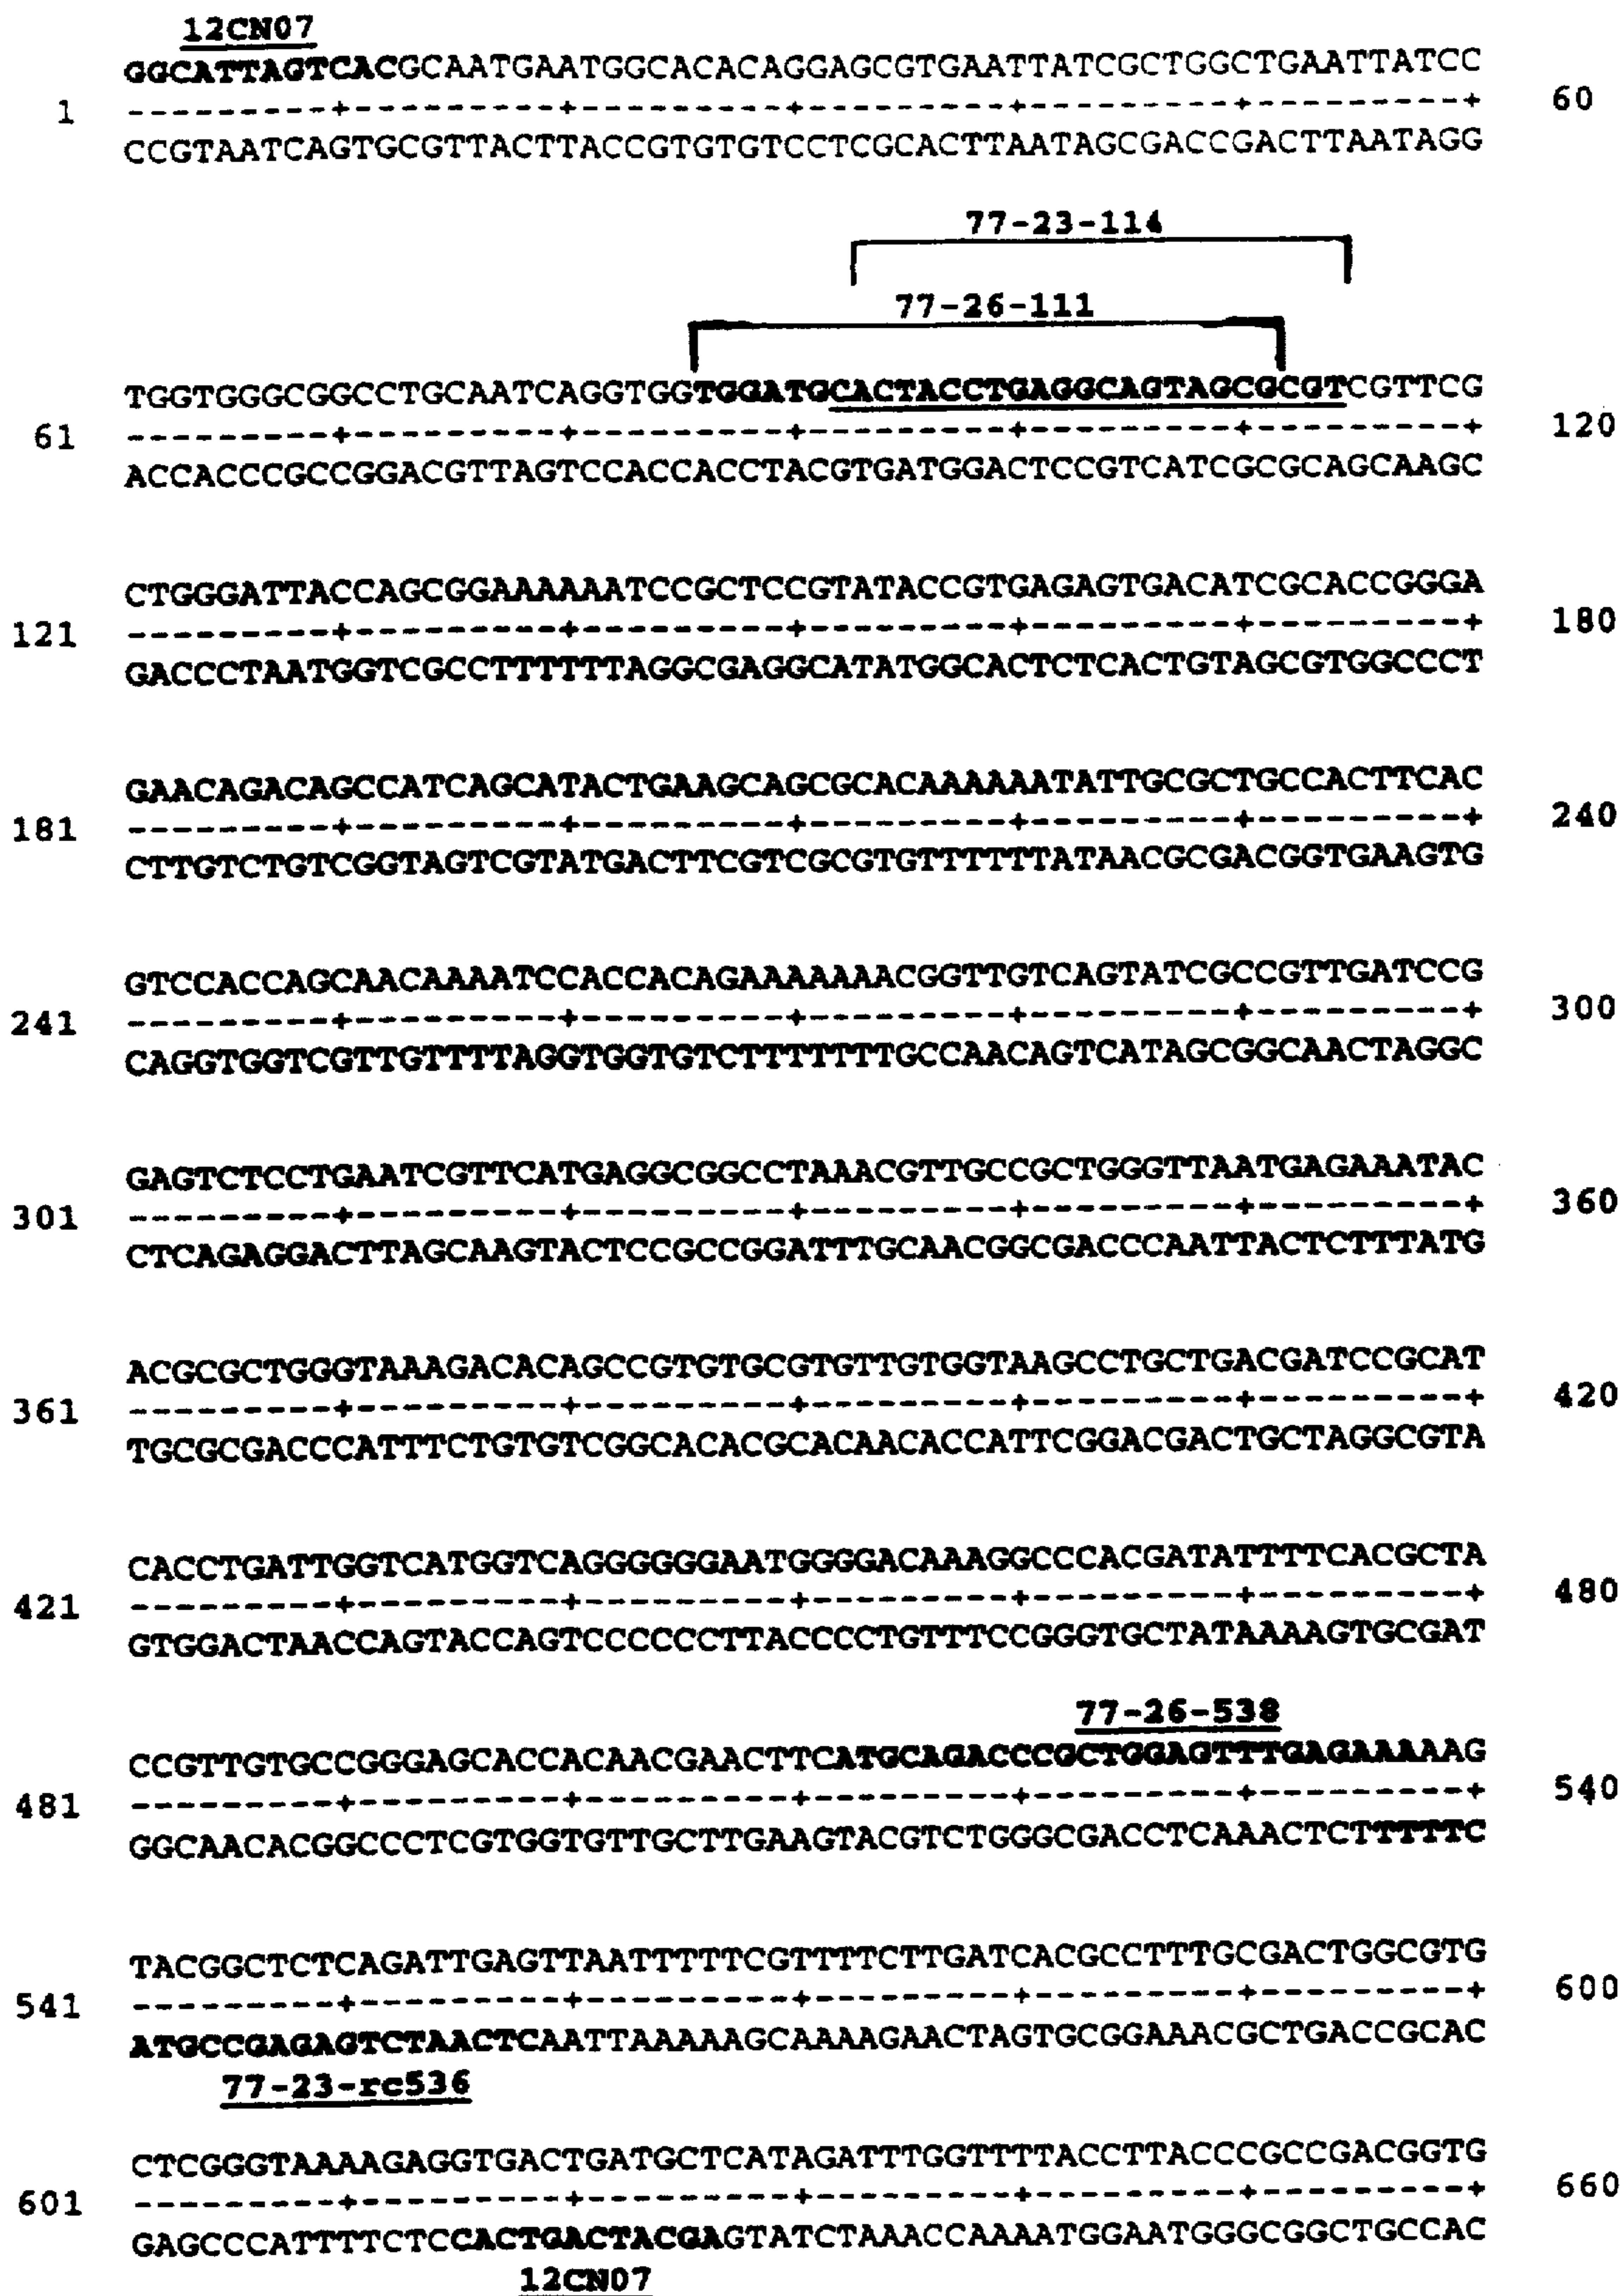 12CN07
GGCATTAGTCACGCAATGAATGGCACACAGGAGCGTGAATTATCGCTGGCTGAATTATCC
1 ---------+---------+---------+---------+---------+---------+ 60
CCGTAATCAGTGCGTTACTTACCGTGTGTCCTCGCACTTAATAGCGACCGACTTAATAGG
77-23-114
77-26-111
TGGTGGGCGGCCTGCAATCAGGTGGTGGATGCACTACCTGAGGCAGTAGCGCGTCGTTCG
61 ---------+---------+---------+---------+---------+---------+ 120
ACCACCCGCCGGACGTTAGTCCACCACCTACGTGATGGACTCCGTCATCGCGCAGCAAGC
CTGGGATTACCAGCGGAAAAAATCCGCTCCGTATACCGTGAGAGTGACATCGCACCGGGA
121 ---------+---------+---------+---------+---------+---------+ 180
GACCCTAATGGTCGCCTTTTTTAGGCGAGGCATATGGCACTCTCACTGTAGCGTGGCCCT
GAACAGACAGCCATCAGCATACTGAAGCAGCGCACAAAAAATATTGCGCTGCCACTTCAC
181 ---------+---------+---------+---------+---------+---------+ 240
CTTGTCTGTCGGTAGTCGTATGACTTCGTCGCGTGTTTTTTATAACGCGACGGTGAAGTG
GTCCACCAGCAACAAAATCCACCACAGAAAAAAACGGTTGTCAGTATCGCCGTTGATCCG
241 ---------+---------+---------+---------+---------+---------+ 300
CAGGTGGTCGTTGTTTTAGGTGGTGTCTTTTTTTGCCAACAGTCATAGCGGCAACTAGGC
GAGTCTCCTGAATCGTTCATGAGGCGGCCTAAACGTTGCCGCTGGGTTAATGAGAAATAC
301 ---------+---------+---------+---------+---------+---------+ 360
CTCAGAGGACTTAGCAAGTACTCCGCCGGATTTGCAACGGCGACCCAATTACTCTTTATG
ACGCGCTGGGTAAAGACACAGCCGTGTGCGTGTTGTGGTAAGCCTGCTGACGATCCGCAT
361 ---------+---------+---------+---------+---------+---------+ 420
TGCGCGACCCATTTCTGTGTCGGCACACGCACAACACCATTCGGACGACTGCTAGGCGTA
CACCTGATTGGTCATGGTCAGGGGGGAATGGGGACAAAGGCCCACGATATTTTCACGCTA
421 ---------+---------+---------+---------+---------+---------+ 480
GTGGACTAACCAGTACCAGTCCCCCCTTACCCCTGTTTCCGGGTGCTATAAAAGTGCGAT
77-26-538
CCGTTGTGCCGGGAGCACCACAACGAACTTCATGCAGACCCGCTGGAGTTTGAGAAAAAG
481 ---------+---------+---------+---------+---------+---------+ 540
GGCAACACGGCCCTCGTGGTGTTGCTTGAAGTACGTCTGGGCGACCTCAAACTCTTTTTC
TACGGCTCTCAGATTGAGTTAATTTTTCGTTTTCTTGATCACGCCTTTGCGACTGGCGTG
541 ---------+---------+---------+---------+---------+---------+ 600
ATGCCGAGAGTCTAACTCAATTAAAAAGCAAAAGAACTAGTGCGGAAACGCTGACCGCAC
77-23-rc536
CTCGGGTAAAAGAGGTGACTGATGCTCATAGATTTGGTTTTACCTTACCCGCCGACGGTG
601 ---------+---------+---------+---------+---------+---------+ 660
GAGCCCATTTTCTCCACTGACTACGAGTATCTAAACCAAAATGGAATGGGCGGCTGCCAC
12CN07